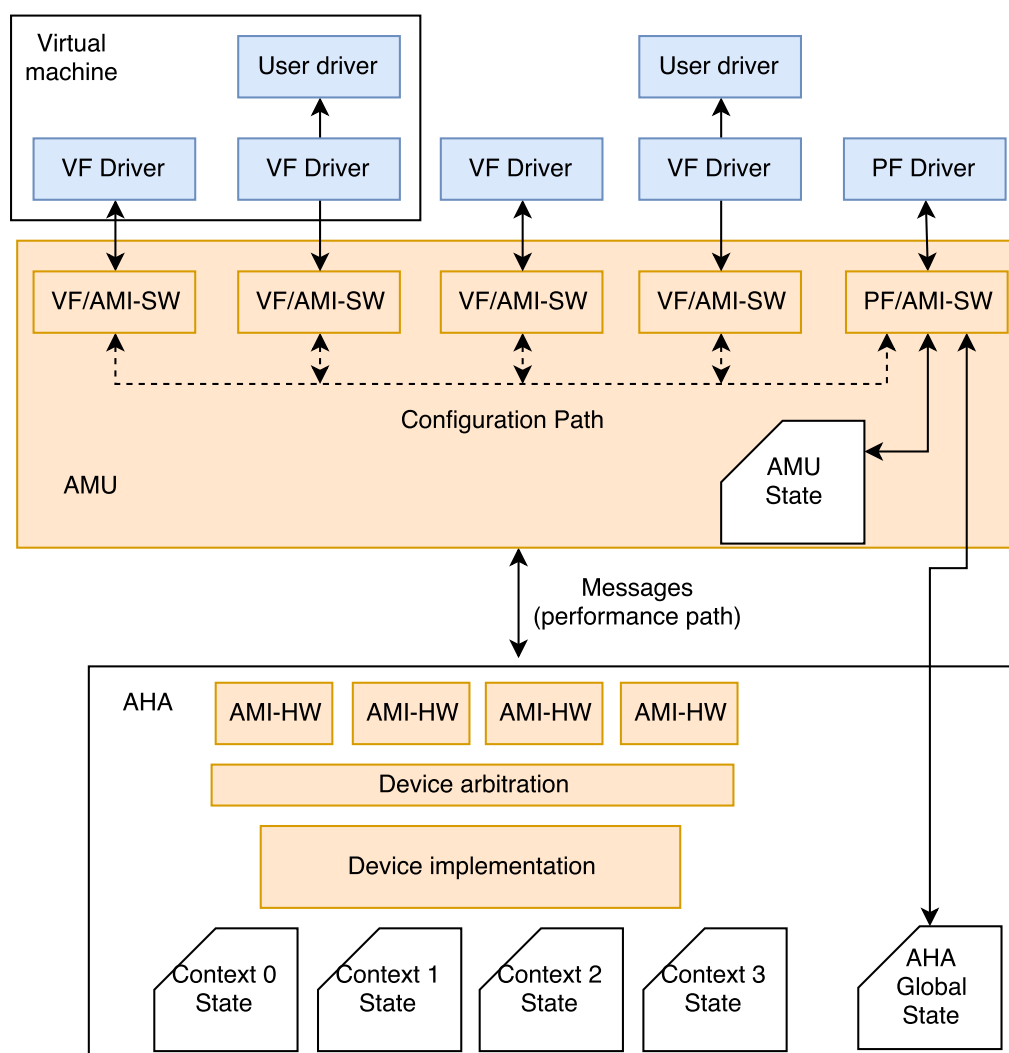 Virtual
machine
User driver
User driver
VF Driver
VF Driver
VF Driver
VF Driver
PF Driver
VF/AMI-SW
VF/AMI-SW
VF/AMI-SW
VF/AMI-SW
PF/AMI-SW
Configuration Path
AMU
AMU
State
Messages
(performance path)
AHA
AMI-HW
AMI-HW
AMI-HW
AMI-HW
Device arbitration
Device implementation
Context 0
State
Context 1
State
Context 2
State
Context 3
State
AHA
Global
State